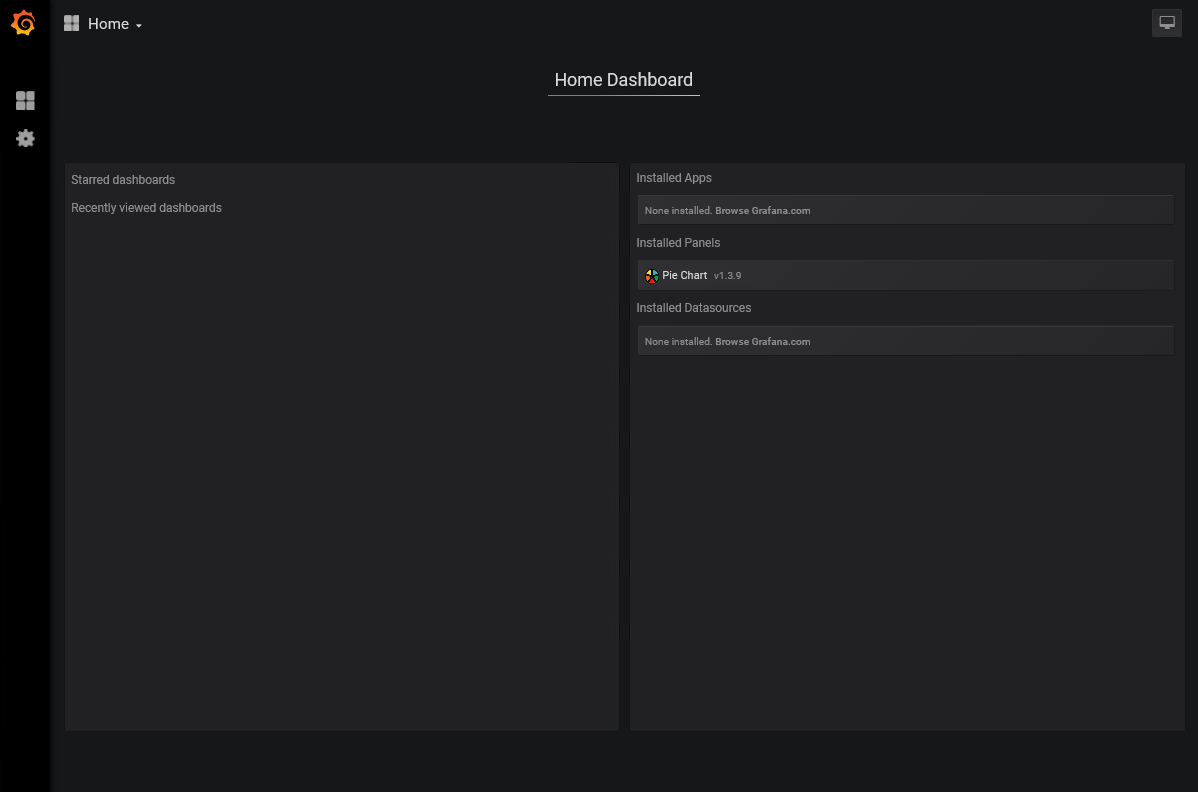 Home
Home Dashboard
Starred dashboards
Recently viewed dashboards
Installed Apps
None installed. Browse Grafana.com
Installed Panels
Pie Chart v1.3.9
Installed Datasources
None installed. Browse Grafana.com